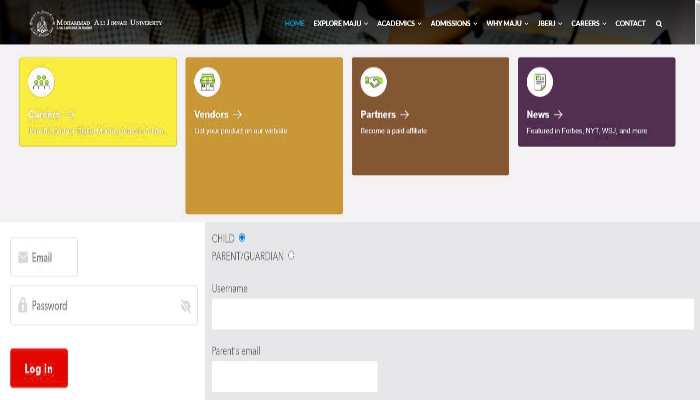 Mohammad Ali Jinnah University
HOME EXPLORE MAJU ACADEMICS ADMISSIONS WHY MAJU JBERJ CAREERS CONTACT
Careers
Vendors
List your product on our website
Partners
Become a paid affiliate
News
Featured in Forbes, NYT, WSJ, and more
Email
Password
Log in
CHILD
PARENT/GUARDIAN
Username
Parent's email